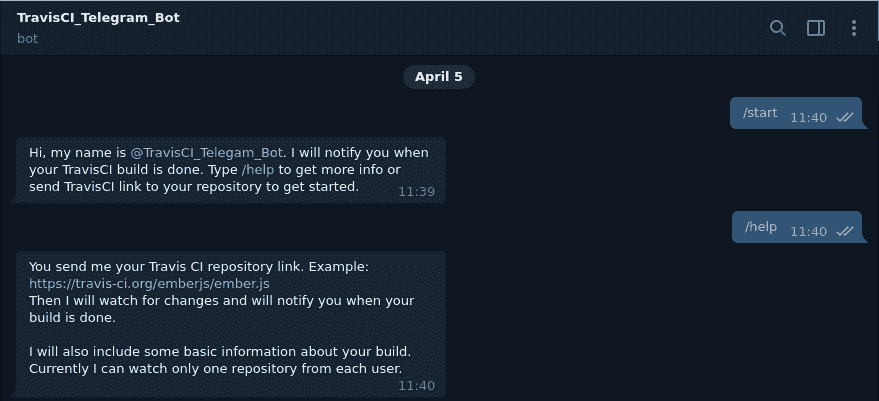 TravisCI_Telegram_Bot
bot
April 5
/start 11:40
Hi, my name is @TravisCI_Telegam_Bot. I will notify you when
your TravisCI build is done. Type /help to get more info or
send TravisCI link to your repository to get started. 11:39
/help 11:40
You send me your Travis CI repository link. Example:
https://travis-ci.org/emberjs/ember.js
Then I will watch for changes and will notify you when your
build is done.
I will also include some basic information about your build.
Currently I can watch only one repository from each user.
11:40